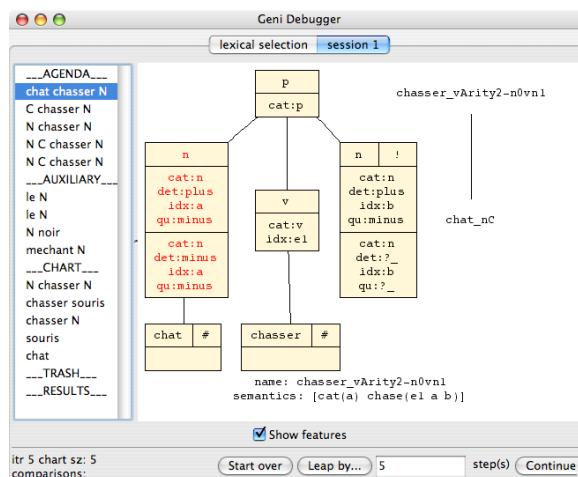 Geni Debugger
lexical selection session 1
___AGENDA___
chat chasser N
C chasser N
N chasser N
N C chasser N
N C chasser N
___AUXILIARY___
le N
le N
N noir
mechant N
___CHART___
N chasser N
chasser souris
chasser N
souris
chat
___TRASH___
___RESULTS___
p
cat:p
n
cat:n
det:plus
idx:a
qu:minus
cat:n
det:minus
idx:a
qu:minus
v
cat:v
idx:e1
n !
cat:n
det:plus
idx:b
qu:minus
cat:n
det:?_
idx:b
qu:?_
chat #
chasser #
chasser_vArity2-n0vn1
chat_nC
name: chasser_vArity2-n0vn1
semantics: [cat(a) chase(e1 a b)]
Show features
itr 5 chart sz: 5
comparisons:
Start over Leap by... 5 step(s) Continue